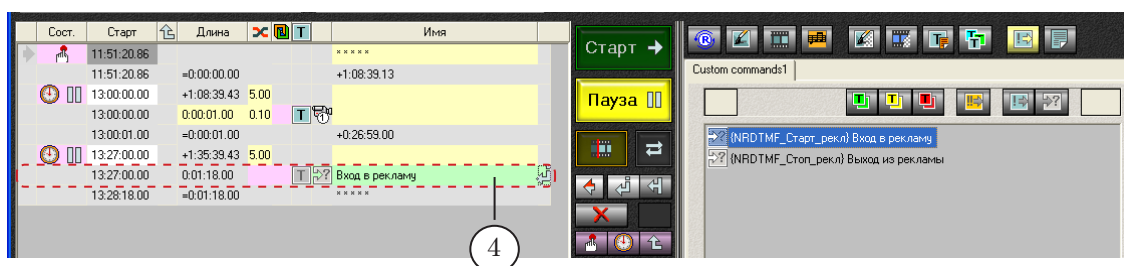 Сост. Старт Длина T Имя
11:51:20.86 * * * * *
11:51:20.86 =0:00:00.00 +1:08:39.13
13:00:00.00 +1:08:39.43 5.00
13:00:00.00 0:00:01.00 0.10 T 1
13:00:01.00 =0:00:01.00 +0:26:59.00
13:27:00.00 +1:35:39.43 5.00
13:27:00.00 0:01:18.00 T ? Вход в рекламу
13:28:18.00 =0:01:18.00 * * * * *
4
Старт
Пауза
R T T T
Custom commands1
T T T ?
? {NRDTMF_Старт_рекл} Вход в рекламу
? {NRDTMF_Стоп_рекл} Выход из рекламы